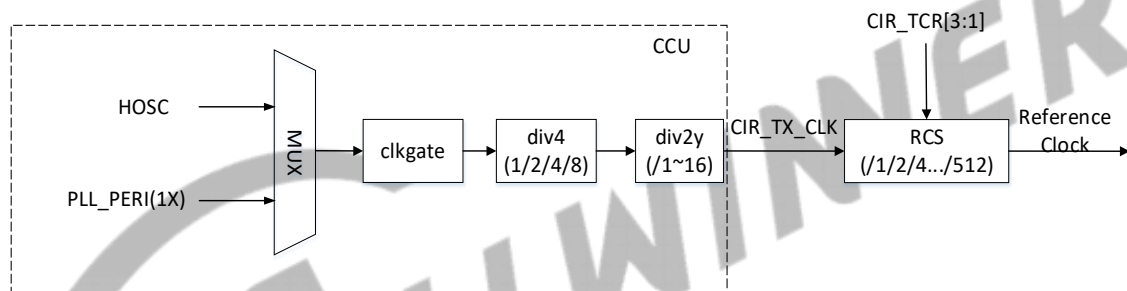 CIR_TCR[3:1]
CCU
HOSC
PLL_PERI(1X)
MUX
clkgate
div4
(1/2/4/8)
div2y
(/1~16)
CIR_TX_CLK
RCS
(/1/2/4.../512)
Reference
Clock
LLWINNER